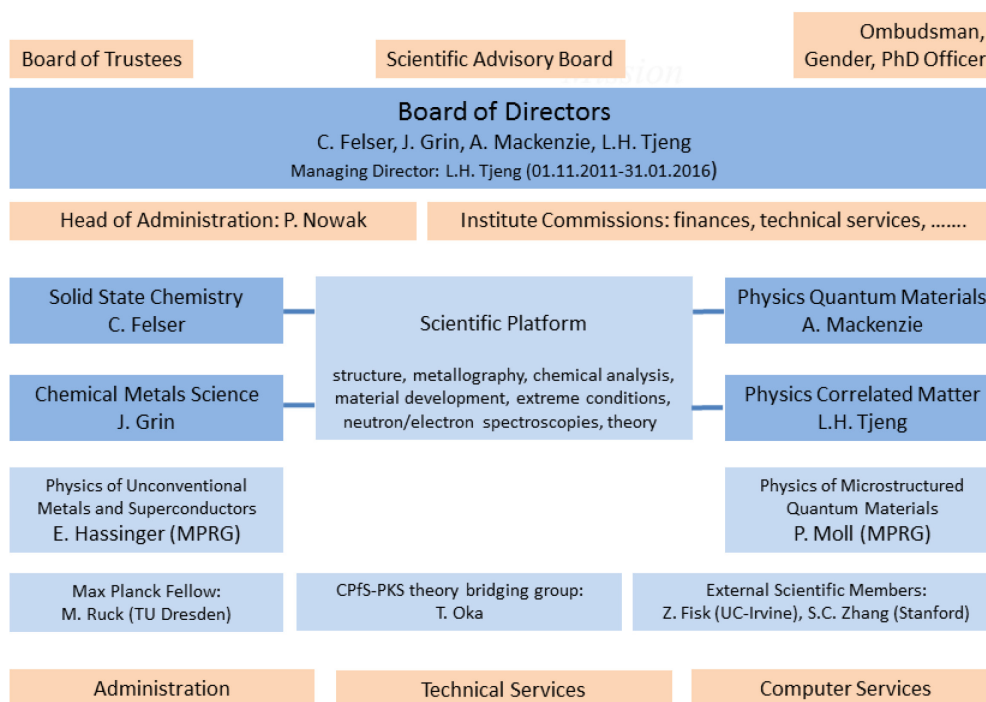 Board of Trustees
Scientific Advisory Board
Ombudsman,
Gender, PhD Officer
Mission
Board of Directors
C. Felser, J. Grin, A. Mackenzie, L.H. Tjeng
Managing Director: L.H. Tjeng (01.11.2011-31.01.2016)
Head of Administration: P. Nowak
Institute Commissions: finances, technical services, .......
Solid State Chemistry
C. Felser
Scientific Platform
structure, metallography, chemical analysis,
material development, extreme conditions,
neutron/electron spectroscopies, theory
Physics Quantum Materials
A. Mackenzie
Chemical Metals Science
J. Grin
Physics Correlated Matter
L.H. Tjeng
Physics of Unconventional
Metals and Superconductors
E. Hassinger (MPRG)
Physics of Microstructured
Quantum Materials
P. Moll (MPRG)
Max Planck Fellow:
M. Ruck (TU Dresden)
CPfS-PKS theory bridging group:
T. Oka
External Scientific Members:
Z. Fisk (UC-Irvine), S.C. Zhang (Stanford)
Administration
Technical Services
Computer Services